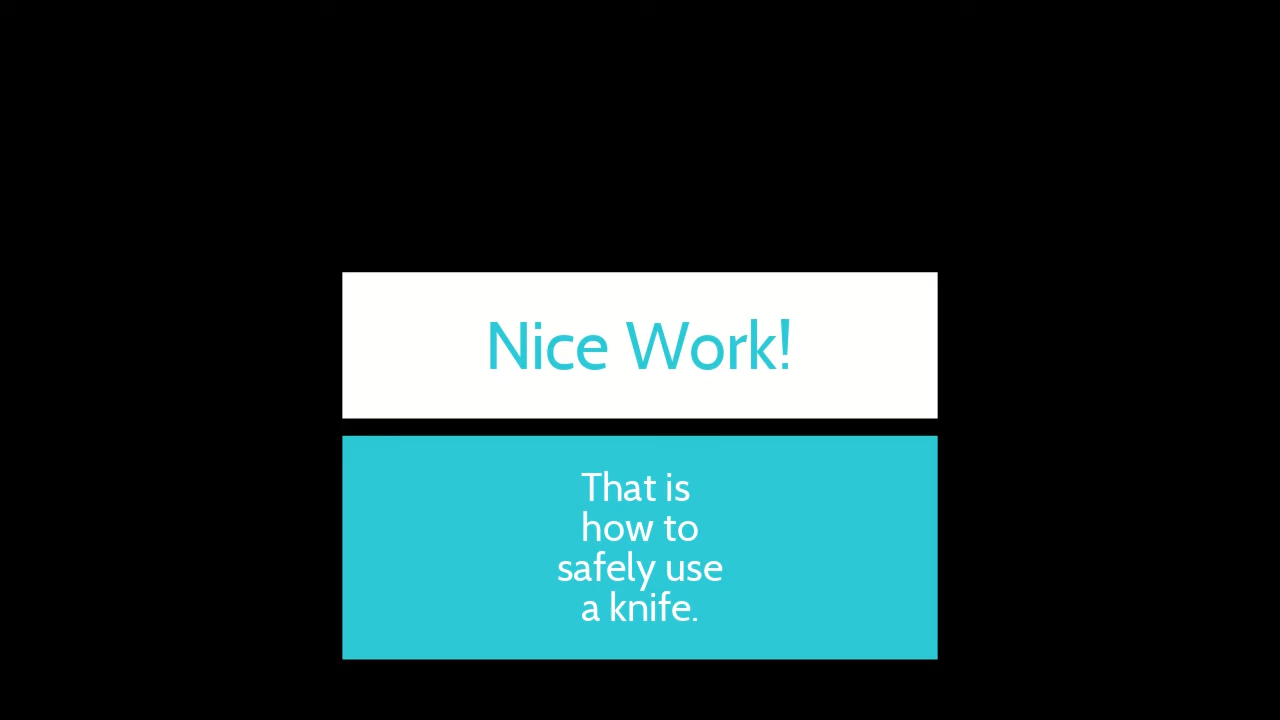 Nice Work!
That is
how to
safely use
a knife.